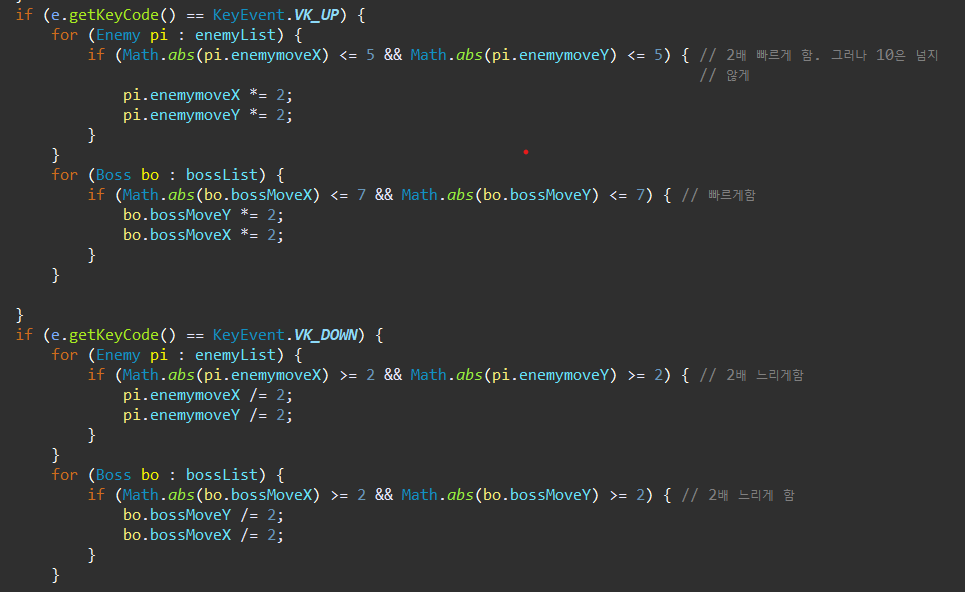 if (e.getKeyCode() == KeyEvent.VK_UP) {
for (Enemy pi : enemyList) {
if (Math.abs(pi.enemymoveX) <= 5 && Math.abs(pi.enemymoveY) <= 5) { // 2배 빠르게 함. 그러나 10은 넘지
// 않게
pi.enemymoveX *= 2;
pi.enemymoveY *= 2;
}
}
for (Boss bo : bossList) {
if (Math.abs(bo.bossMoveX) <= 7 && Math.abs(bo.bossMoveY) <= 7) { // 빠르게함
bo.bossMoveY *= 2;
bo.bossMoveX *= 2;
}
}
}
if (e.getKeyCode() == KeyEvent.VK_DOWN) {
for (Enemy pi : enemyList) {
if (Math.abs(pi.enemymoveX) >= 2 && Math.abs(pi.enemymoveY) >= 2) { // 2배 느리게함
pi.enemymoveX /= 2;
pi.enemymoveY /= 2;
}
}
for (Boss bo : bossList) {
if (Math.abs(bo.bossMoveX) >= 2 && Math.abs(bo.bossMoveY) >= 2) { // 2배 느리게 함
bo.bossMoveY /= 2;
bo.bossMoveX /= 2;
}
}